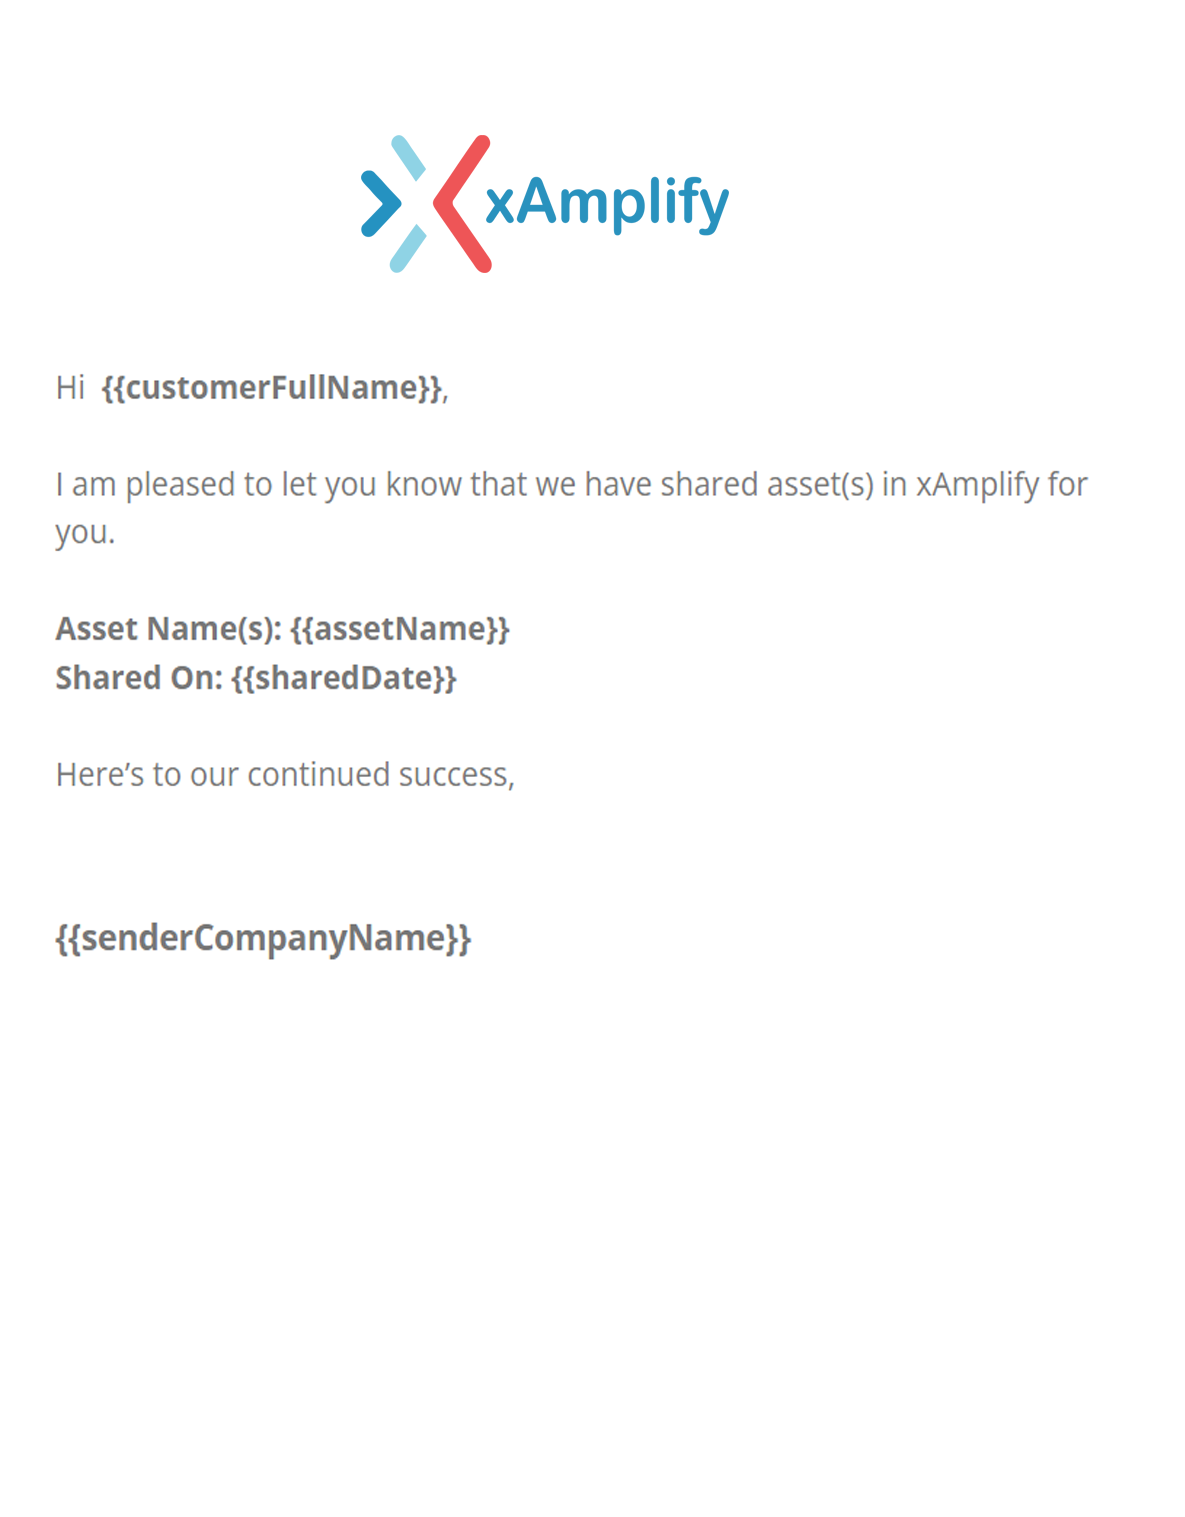 xAmplify
Hi {{customerFullName}},
I am pleased to let you know that we have shared asset(s) in xAmplify for
you.
Asset Name(s): {{assetName}}
Shared On: {{sharedDate}}
Here’s to our continued success,
{{senderCompanyName}}